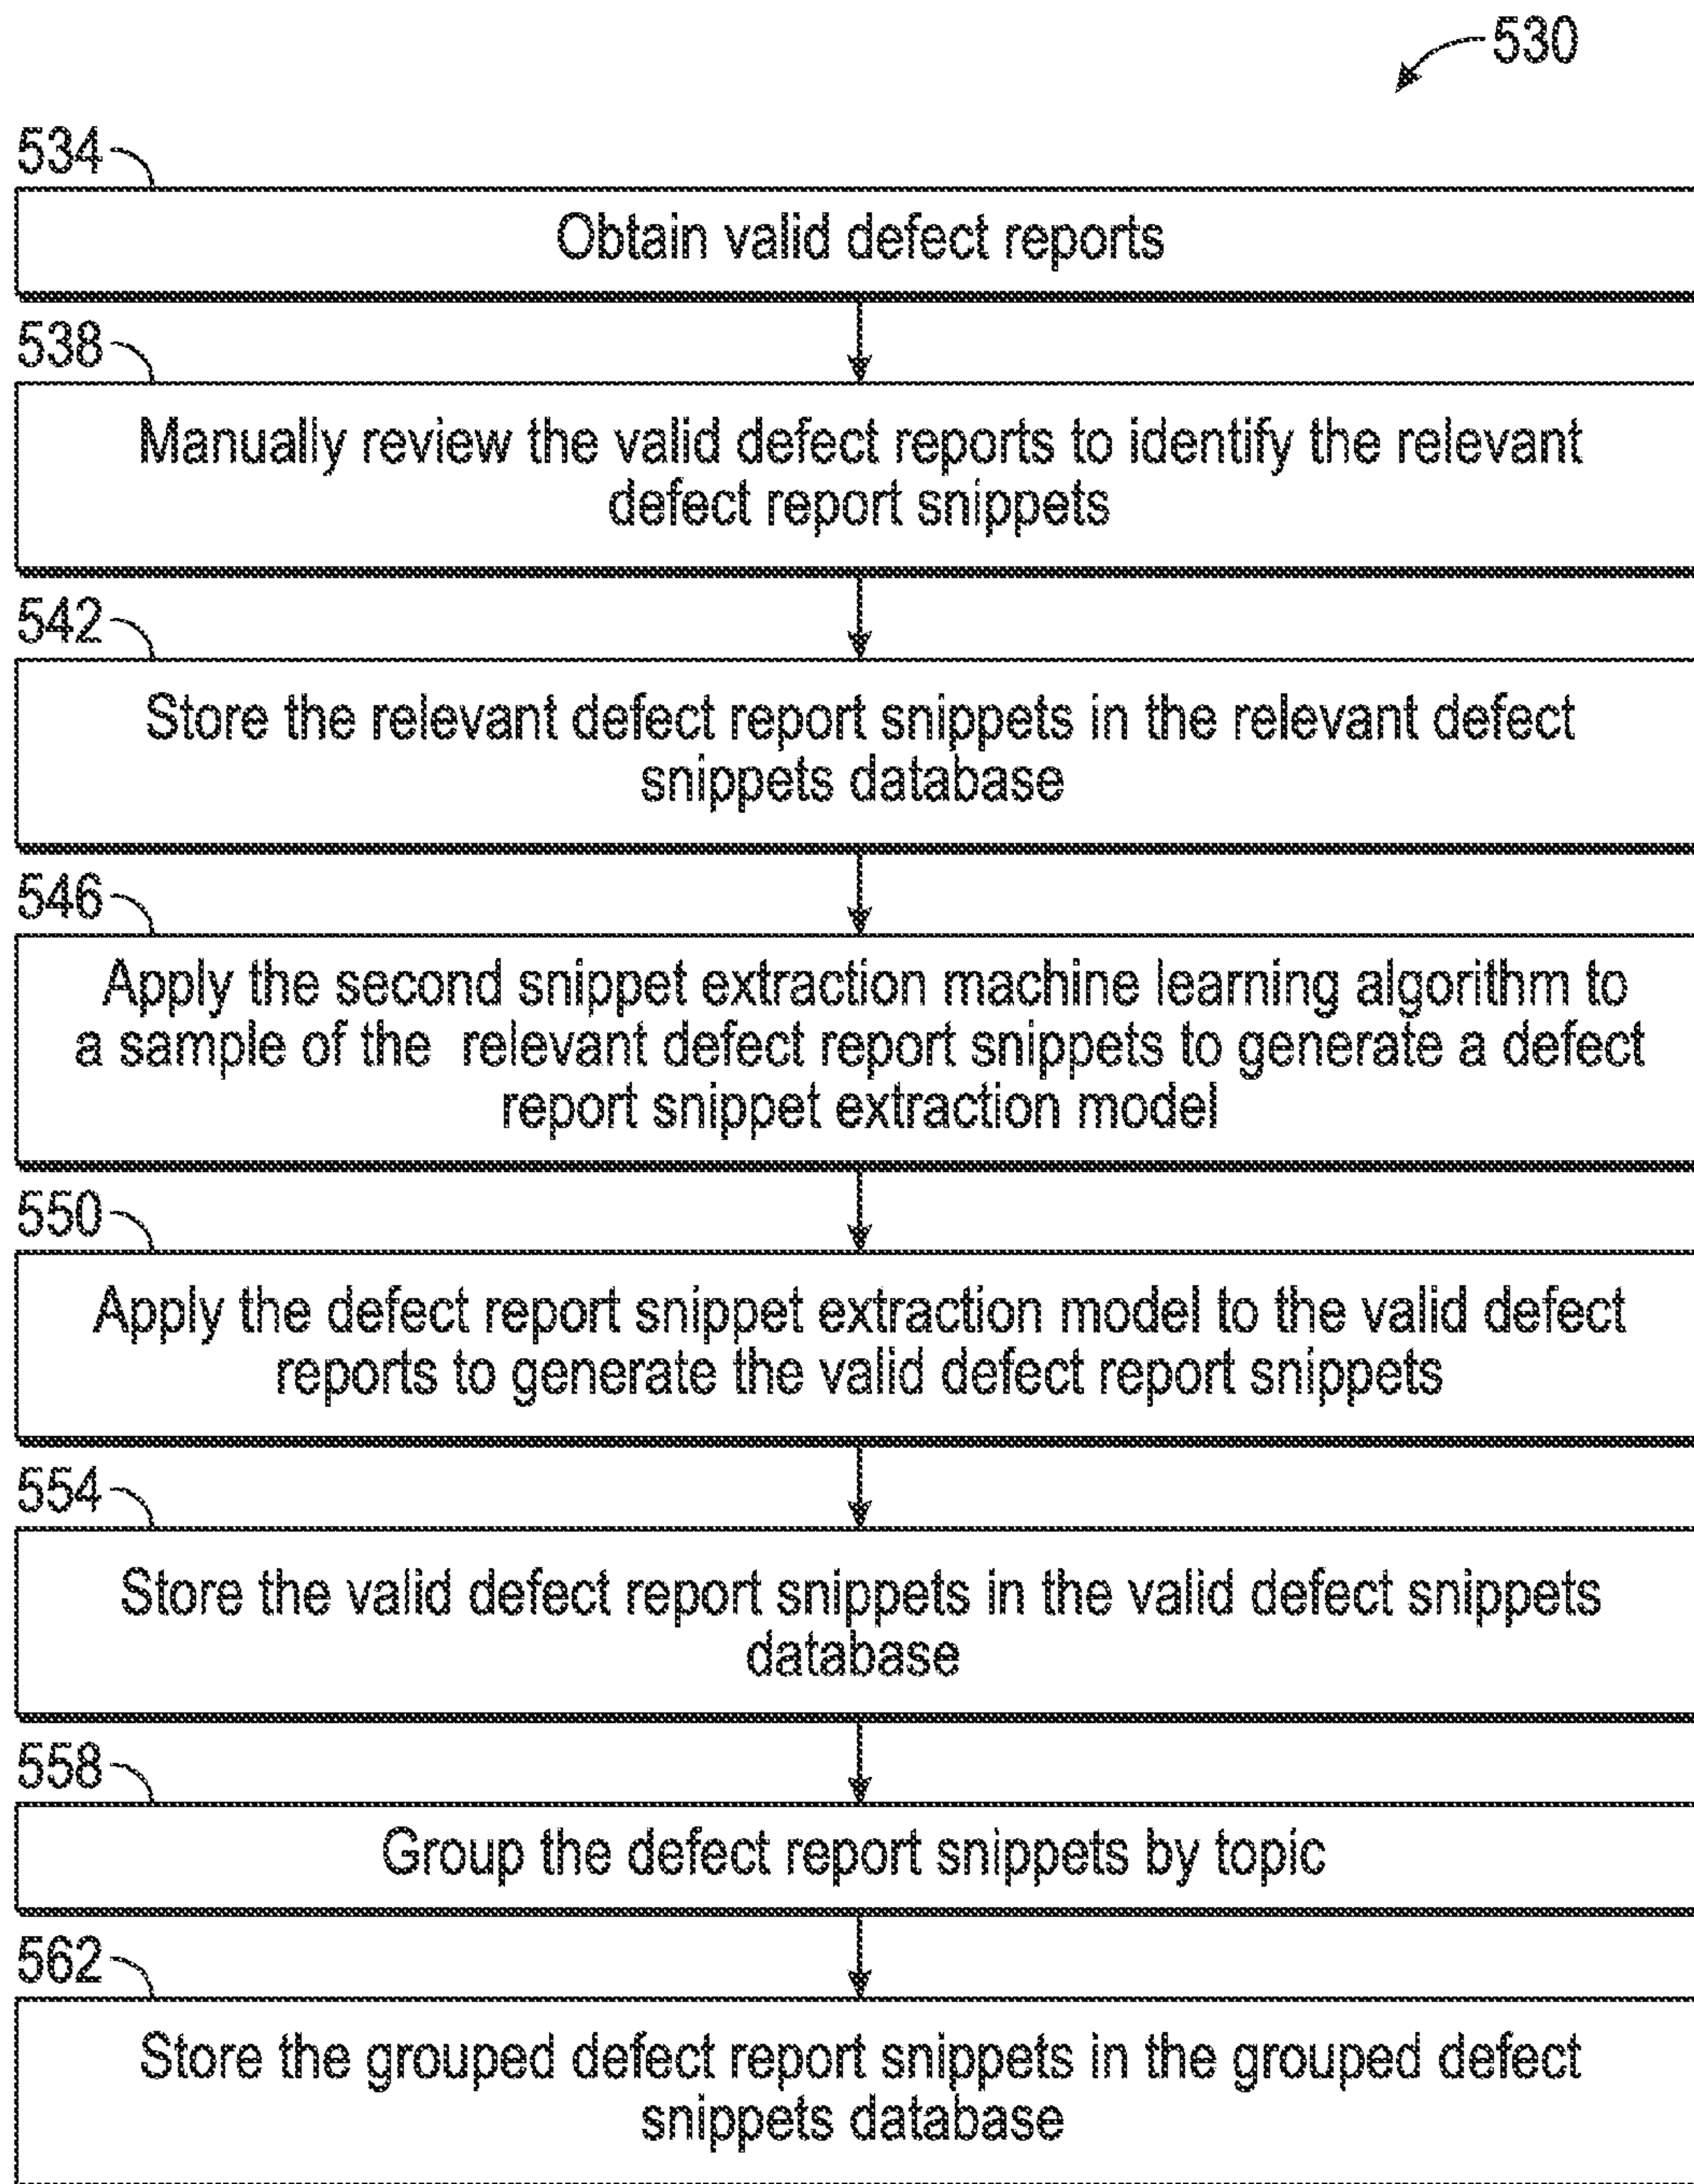 530
534
Obtain valid defect reports
538
Manually review the valid defect reports to identify the relevant
defect report snippets
542
Store the relevant defect report snippets in the relevant defect
snippets database
546
Apply the second snippet extraction machine learning algorithm to
a sample of the relevant defect report snippets to generate a defect
report snippet extraction model
550
Apply the defect report snippet extraction model to the valid defect
reports to generate the valid defect report snippets
554
Store the valid defect report snippets in the valid defect snippets
database
558
Group the defect report snippets by topic
562
Store the grouped defect report snippets in the grouped defect
snippets database